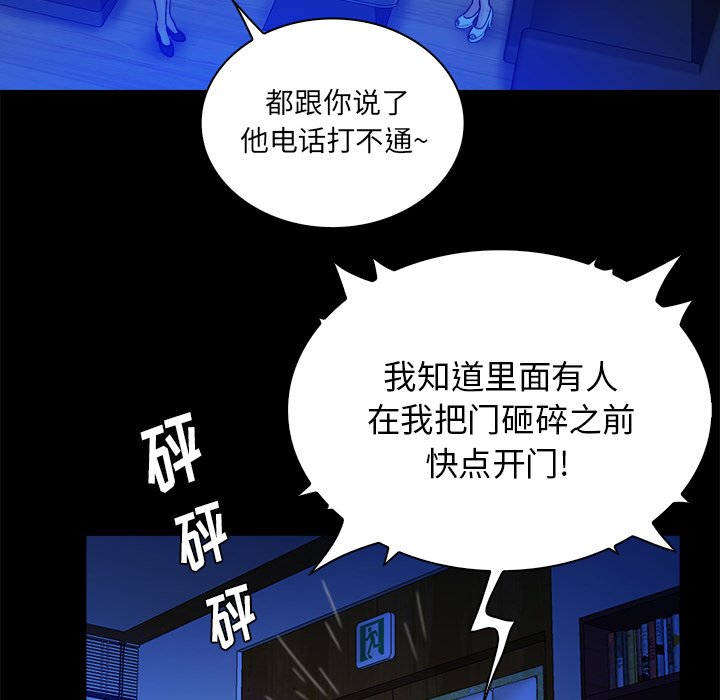 都跟你说了
他电话打不通~
我知道里面有人
在我把门砸碎之前
快点开门!
砰
砰
砰